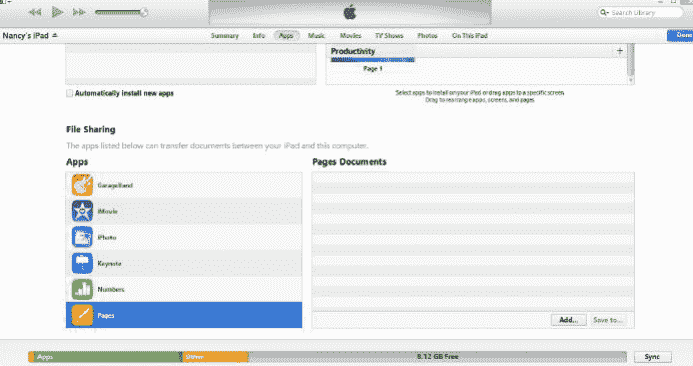 Search Library
Nancy's iPad
Summary Info Apps Music Movies TV Shows Photos On This iPad Done
Productivity
Page 1
Automatically install new apps
Select apps to install on your iPad or drag apps to a specific screen
Drag to rearrange apps, screens, and pages
File Sharing
The apps listed below can transfer documents between your iPad and this computer.
Apps
Pages Documents
GarageBand
iMovie
iPhoto
Keynote
Numbers
Pages
Add... Save to...
Apps Other 8.12 GB Free Sync